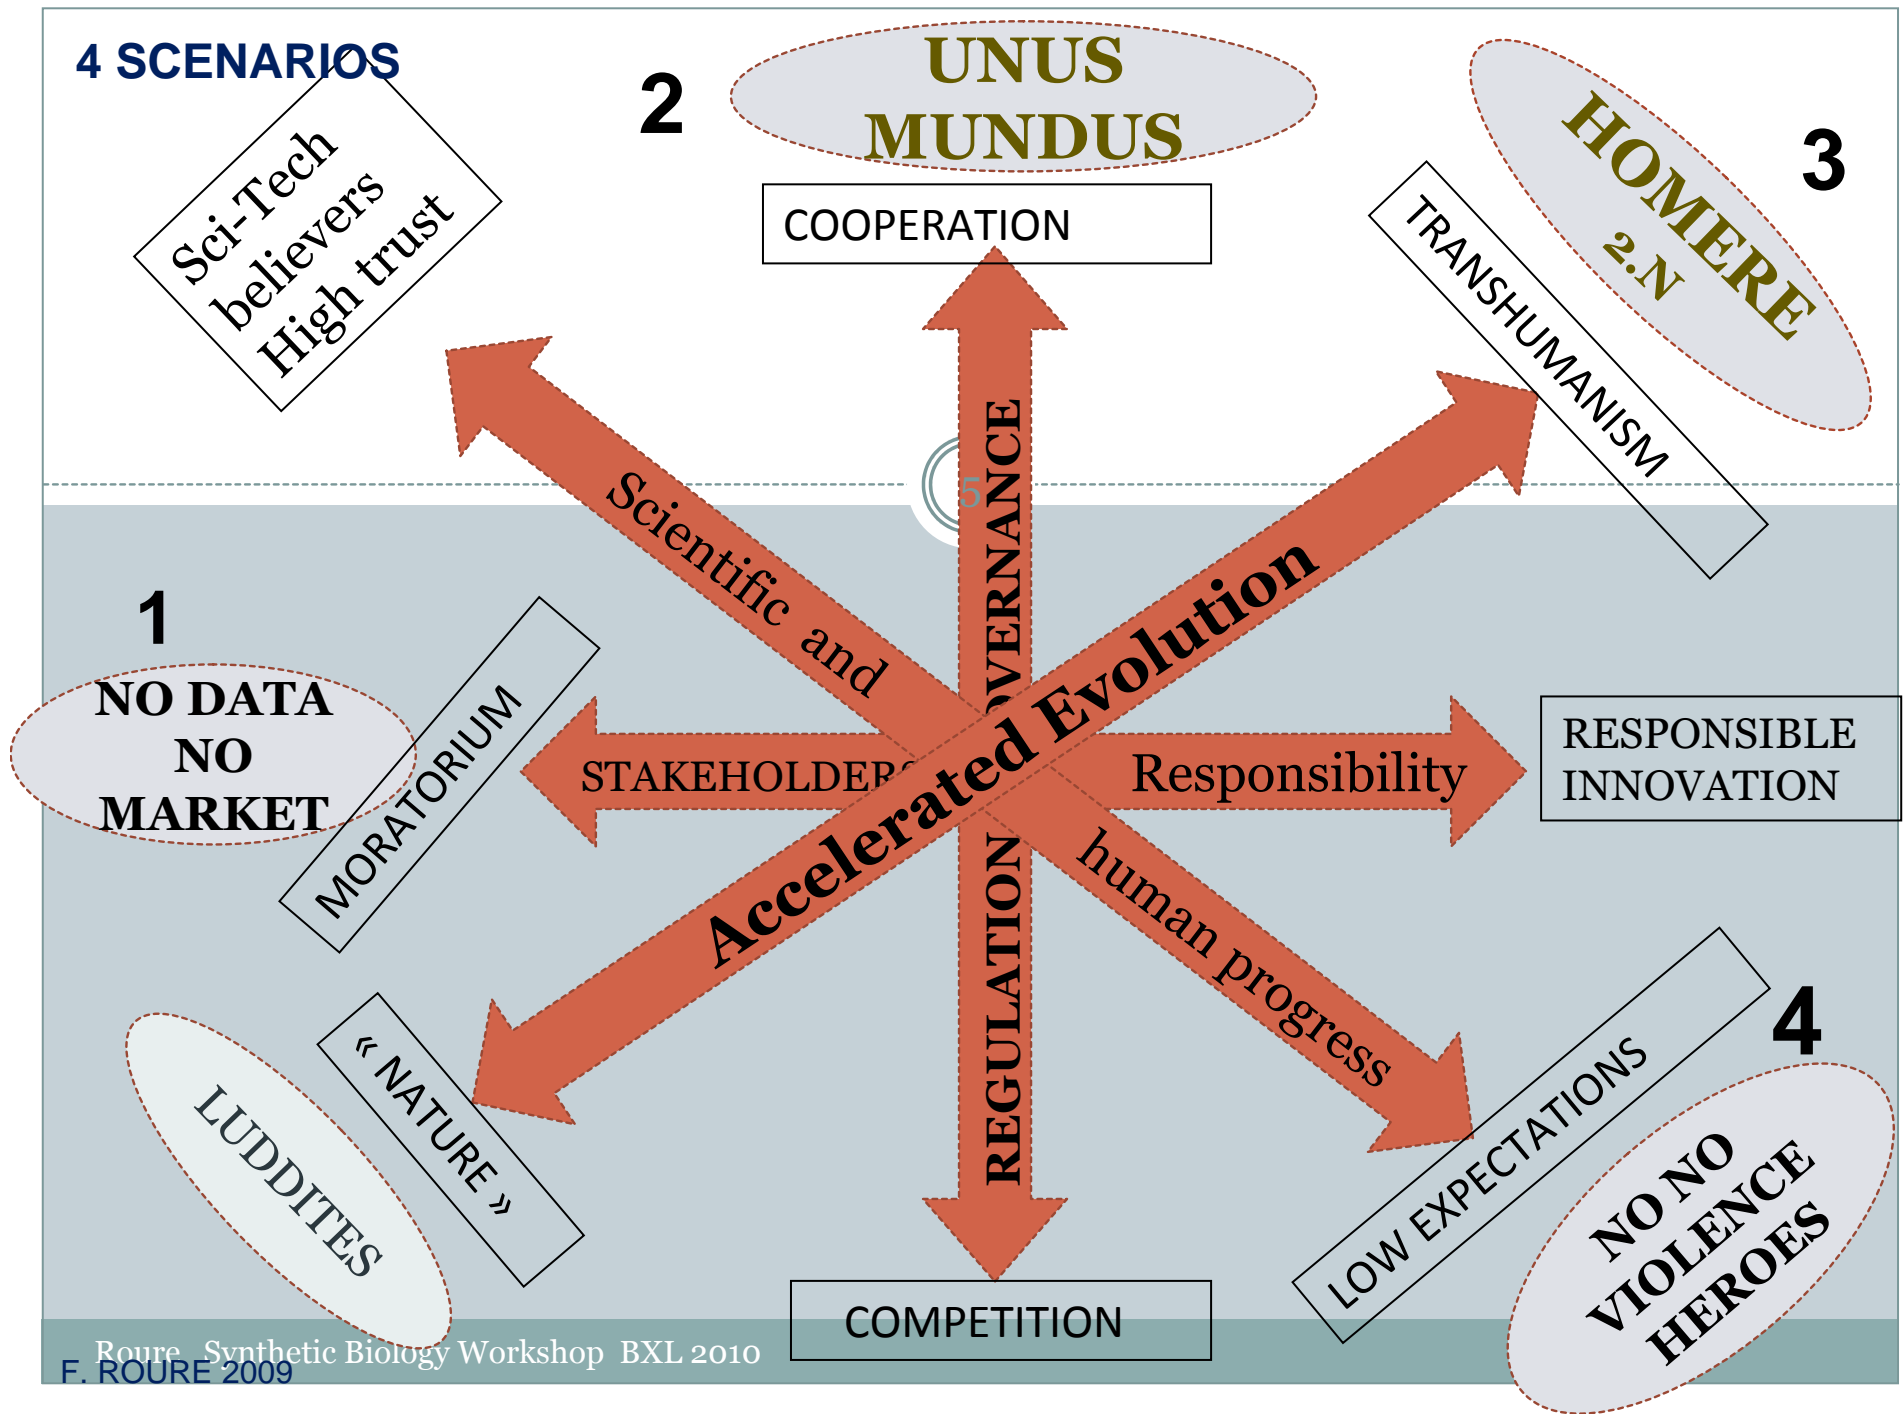 4 SCENARIOS
2
UNUS
MUNDUS
HOMERE
2.N
3
Sci-Tech
believers
High trust
COOPERATION
TRANSHUMANISM
5
Scientific and
human progress
REGULATION
OVERNANCE
Accelerated Evolution
1
NO DATA
NO
MARKET
MORATORIUM
STAKEHOLDERS
Responsibility
RESPONSIBLE
INNOVATION
« NATURE »
LUDDITES
LOW EXPECTATIONS
4
NO NO
VIOLENCE
HEROES
COMPETITION
Roure Synthetic Biology Workshop BXL 2010
F. ROURE 2009